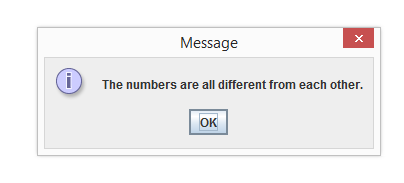 Message
The numbers are all different from each other.
OK